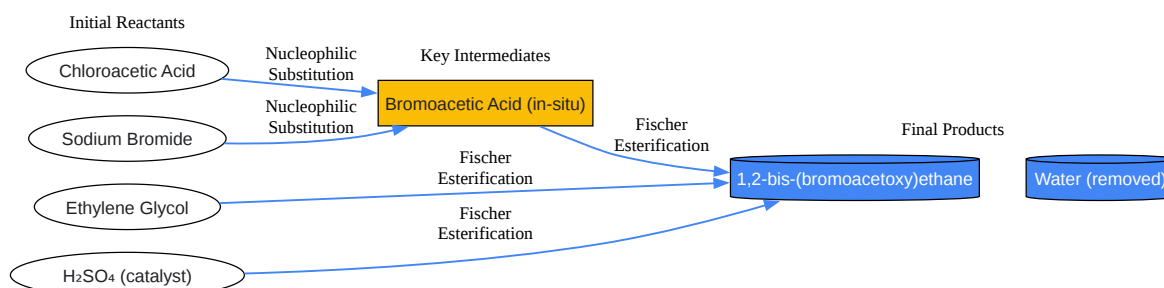 Initial Reactants
Chloroacetic Acid
Nucleophilic
Substitution
Key Intermediates
Bromoacetic Acid (in-situ)
Sodium Bromide
Nucleophilic
Substitution
Fischer
Esterification
Final Products
1,2-bis-(bromoacetoxy)ethane
Water (removed)
Ethylene Glycol
Fischer
Esterification
H₂SO₄ (catalyst)
Fischer
Esterification